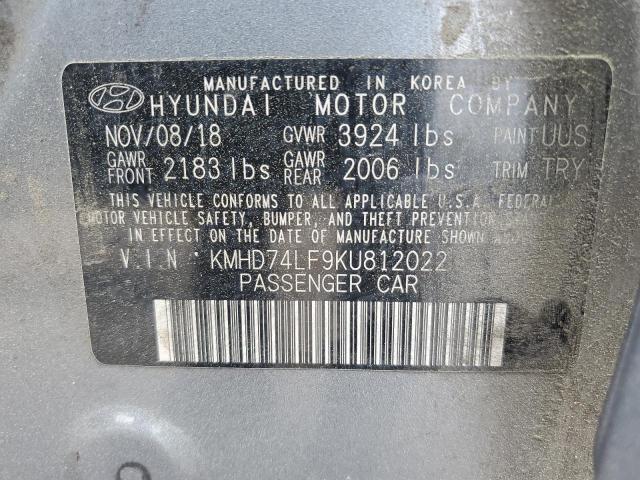 MANUFACTURED IN KOREA BY
HYUNDAI MOTOR COMPANY
NOV/08/18 GVWR 3924 lbs PAINT UUS
GAWR FRONT 2183 lbs GAWR REAR 2006 lbs TRIM TRY
THIS VEHICLE CONFORMS TO ALL APPLICABLE U.S.A. FEDERAL
MOTOR VEHICLE SAFETY, BUMPER, AND THEFT PREVENTION
IN EFFECT ON THE DATE OF MANUFACTURE SHOWN
V.I.N: KMHD74LF9KU812022
PASSENGER CAR